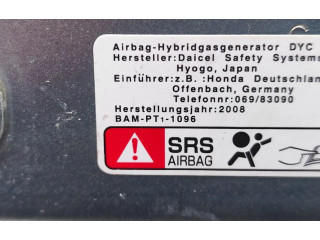 Airbag-Hybridgasgenerator DYC
Hersteller:Daicel Safety Systems
Hyogo, Japan
Einführer:z.B.:Honda Deutschlan
Offenbach, Germany
Telefonnr:069/83090
Herstellungsjahr:2008
BAM-PT1-1096
SRS
AIRBAG